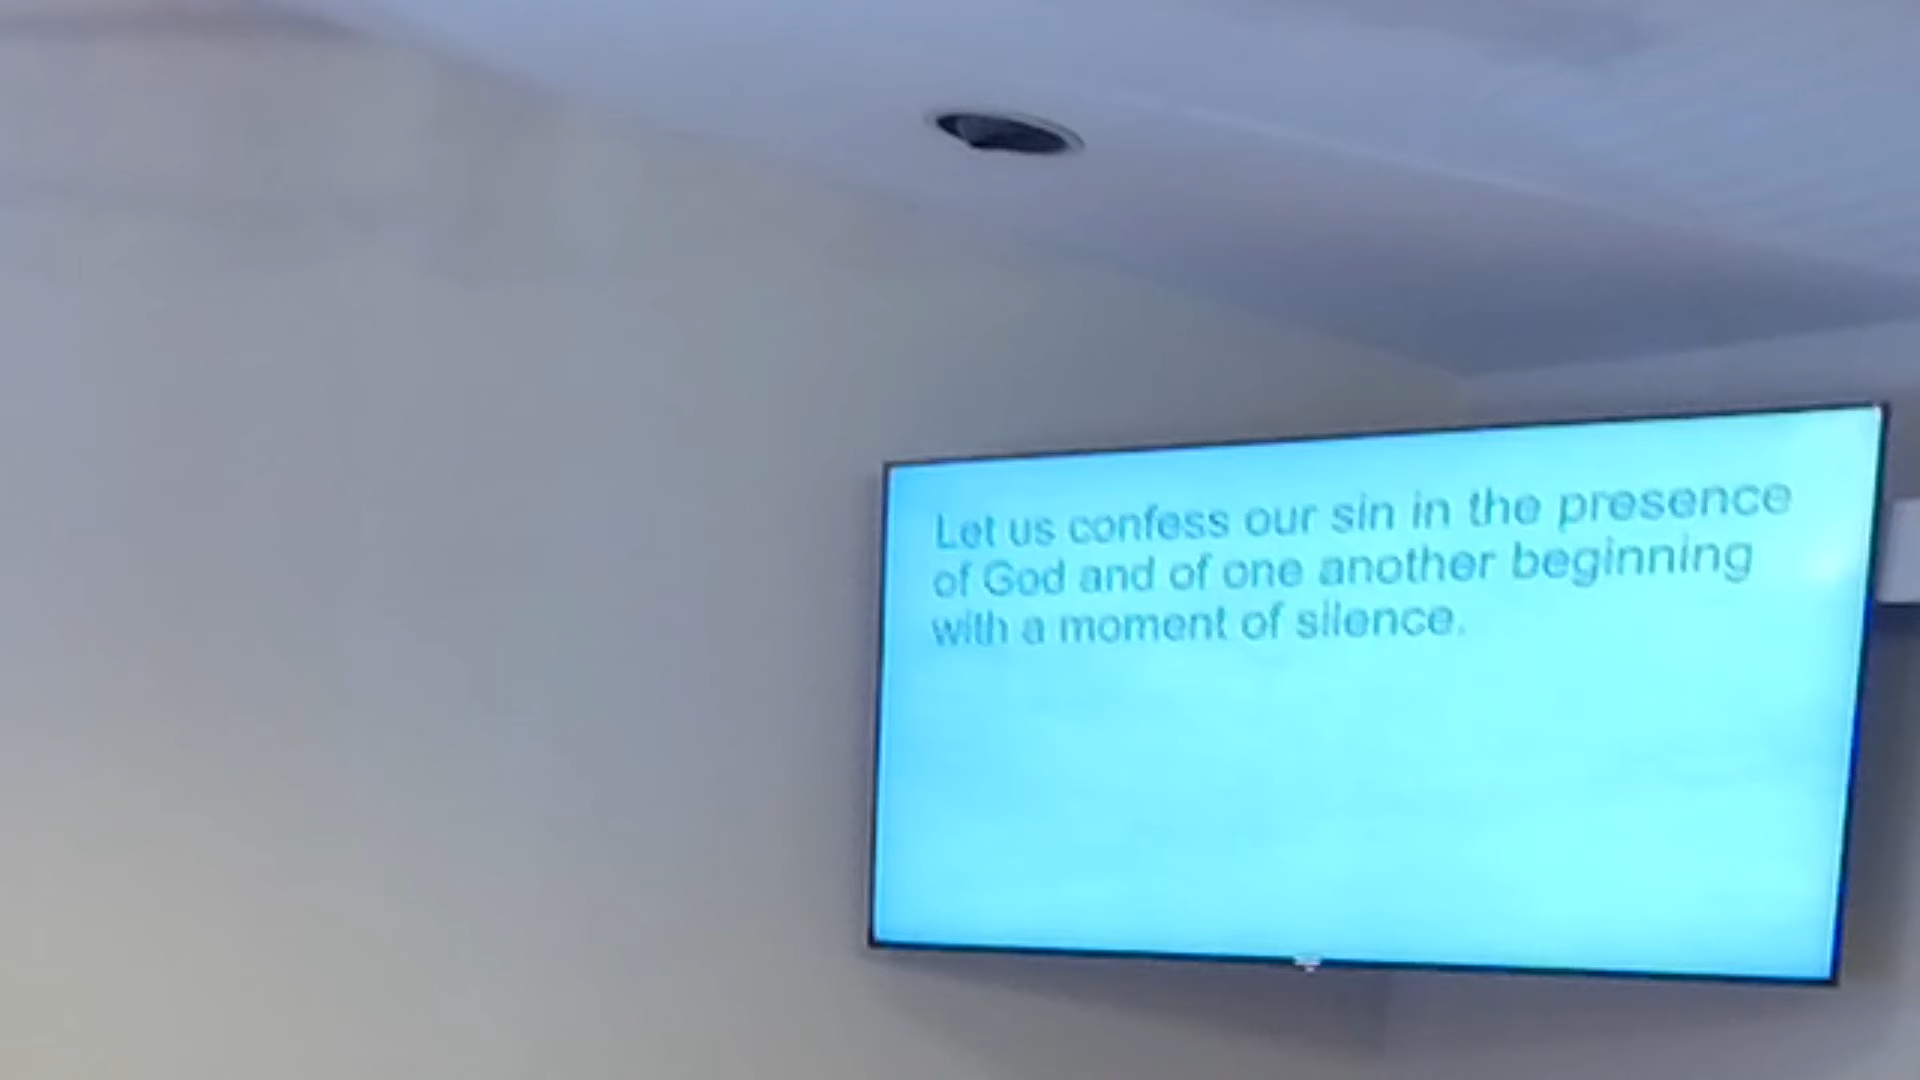 Let us confess our sin in the presence
of God and of one another beginning
with a moment of silence.